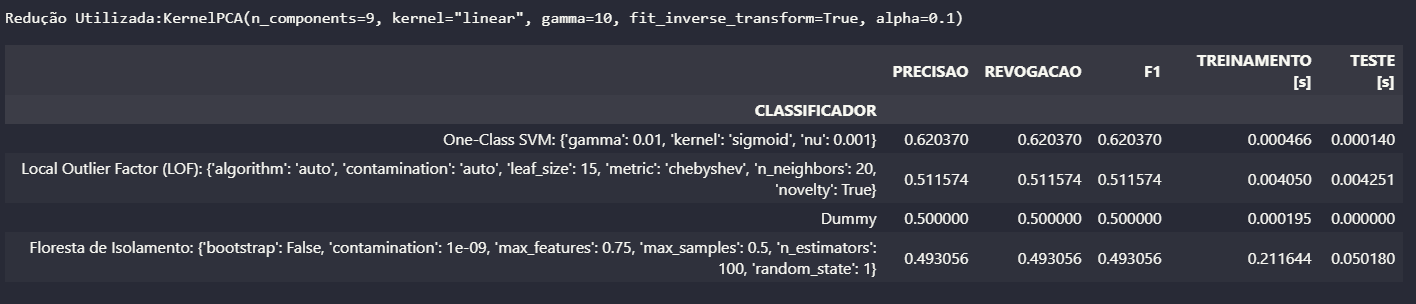 Redução Utilizada:KernelPCA(n_components=9, kernel="linear", gamma=10, fit_inverse_transform=True, alpha=0.1)
PRECISAO REVOGACAO F1 TREINAMENTO [s] TESTE [s]
CLASSIFICADOR
One-Class SVM: {'gamma': 0.01, 'kernel': 'sigmoid', 'nu': 0.001} 0.620370 0.620370 0.620370 0.000466 0.000140
Local Outlier Factor (LOF): {'algorithm': 'auto', 'contamination': 'auto', 'leaf_size': 15, 'metric': 'chebyshev', 'n_neighbors': 20,
'novelty': True} 0.511574 0.511574 0.511574 0.004050 0.004251
Dummy 0.500000 0.500000 0.500000 0.000195 0.000000
Floresta de Isolamento: {'bootstrap': False, 'contamination': 1e-09, 'max_features': 0.75, 'max_samples': 0.5, 'n_estimators':
100, 'random_state': 1} 0.493056 0.493056 0.493056 0.211644 0.050180